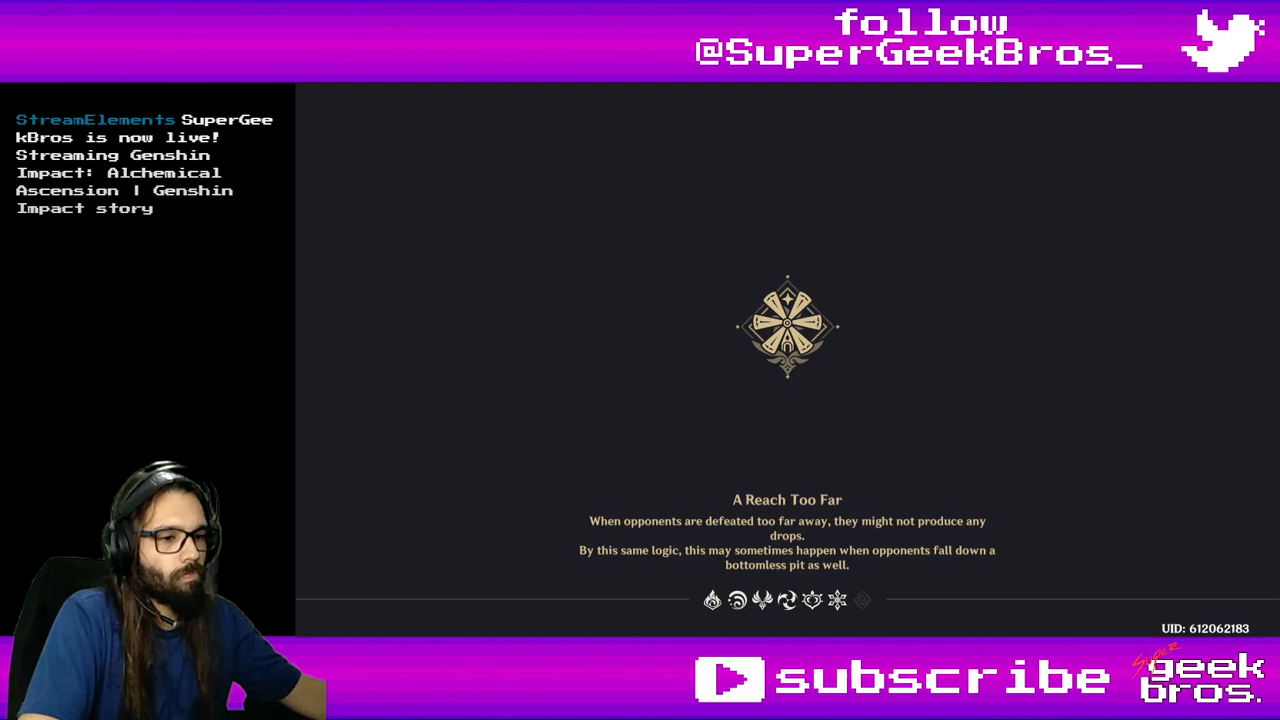 follow
@SuperGeekBros_
StreamElements SuperGee
kBros is now live!
Streaming Genshin
Impact: Alchemical
Ascension | Genshin
Impact story
A Reach Too Far
When opponents are defeated too far away, they might not produce any
drops.
By this same logic, this may sometimes happen when opponents fall down a
bottomless pit as well.
UID: 612062183
subscribe
SUPER
geek
bros.